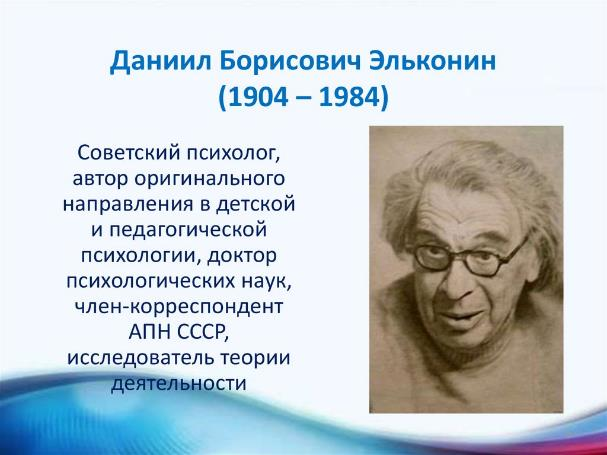 Даниил Борисович Эльконин
(1904 – 1984)
Советский психолог,
автор оригинального
направления в детской
и педагогической
психологии, доктор
психологических наук,
член-корреспондент
АПН СССР,
исследователь теории
деятельности